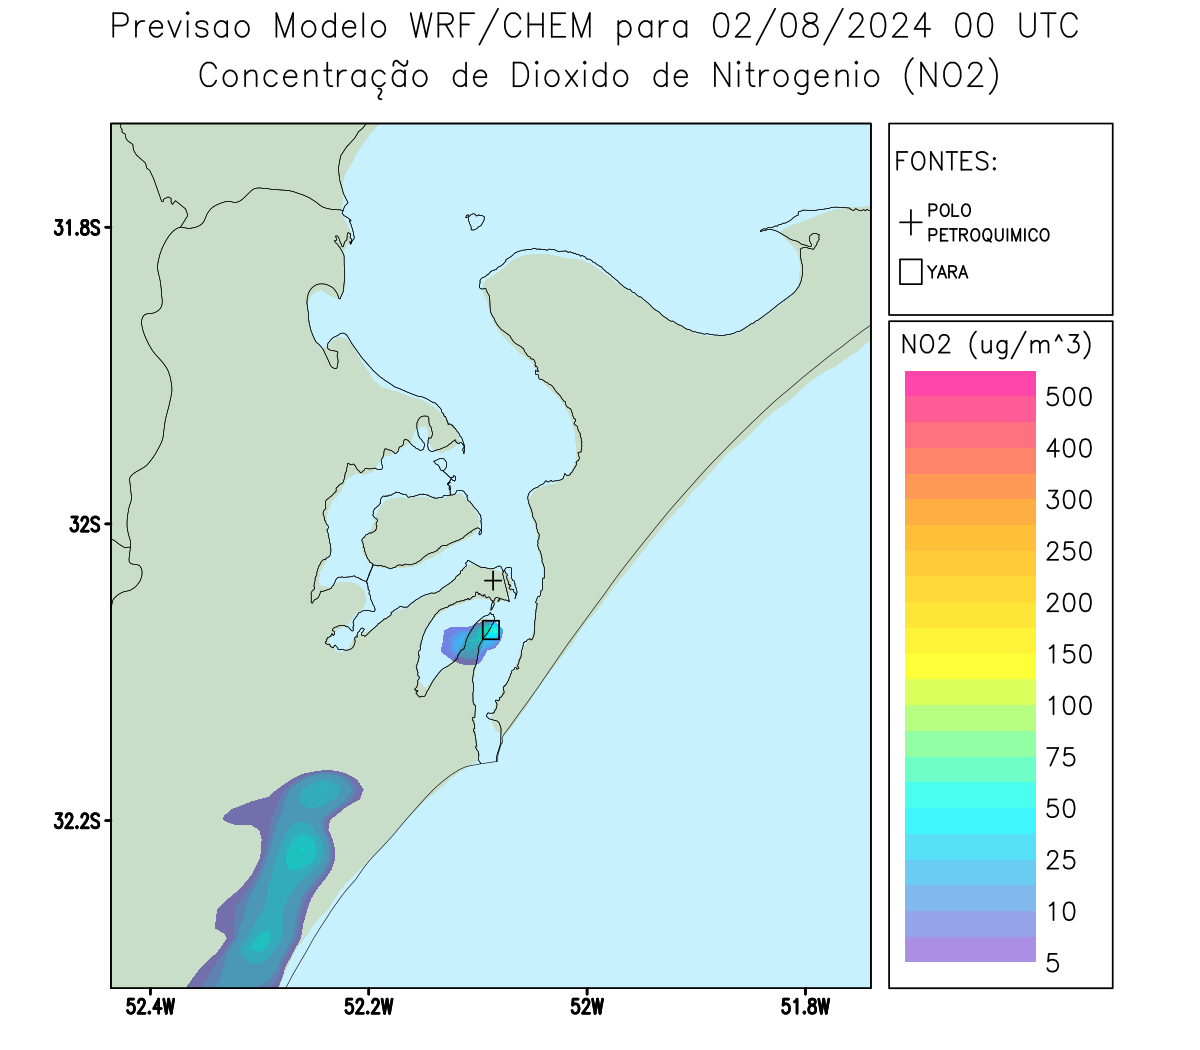 Previsao Modelo WRF/CHEM para 02/08/2024 00 UTC
Concentração de Dioxido de Nitrogenio (NO2)
FONTES:
POLO
PETROQUIMICO
YARA
NO2 (ug/m^3)
500
400
300
250
200
150
100
75
50
25
10
5
31.8S
32S
32.2S
52.4W
52.2W
52W
51.8W